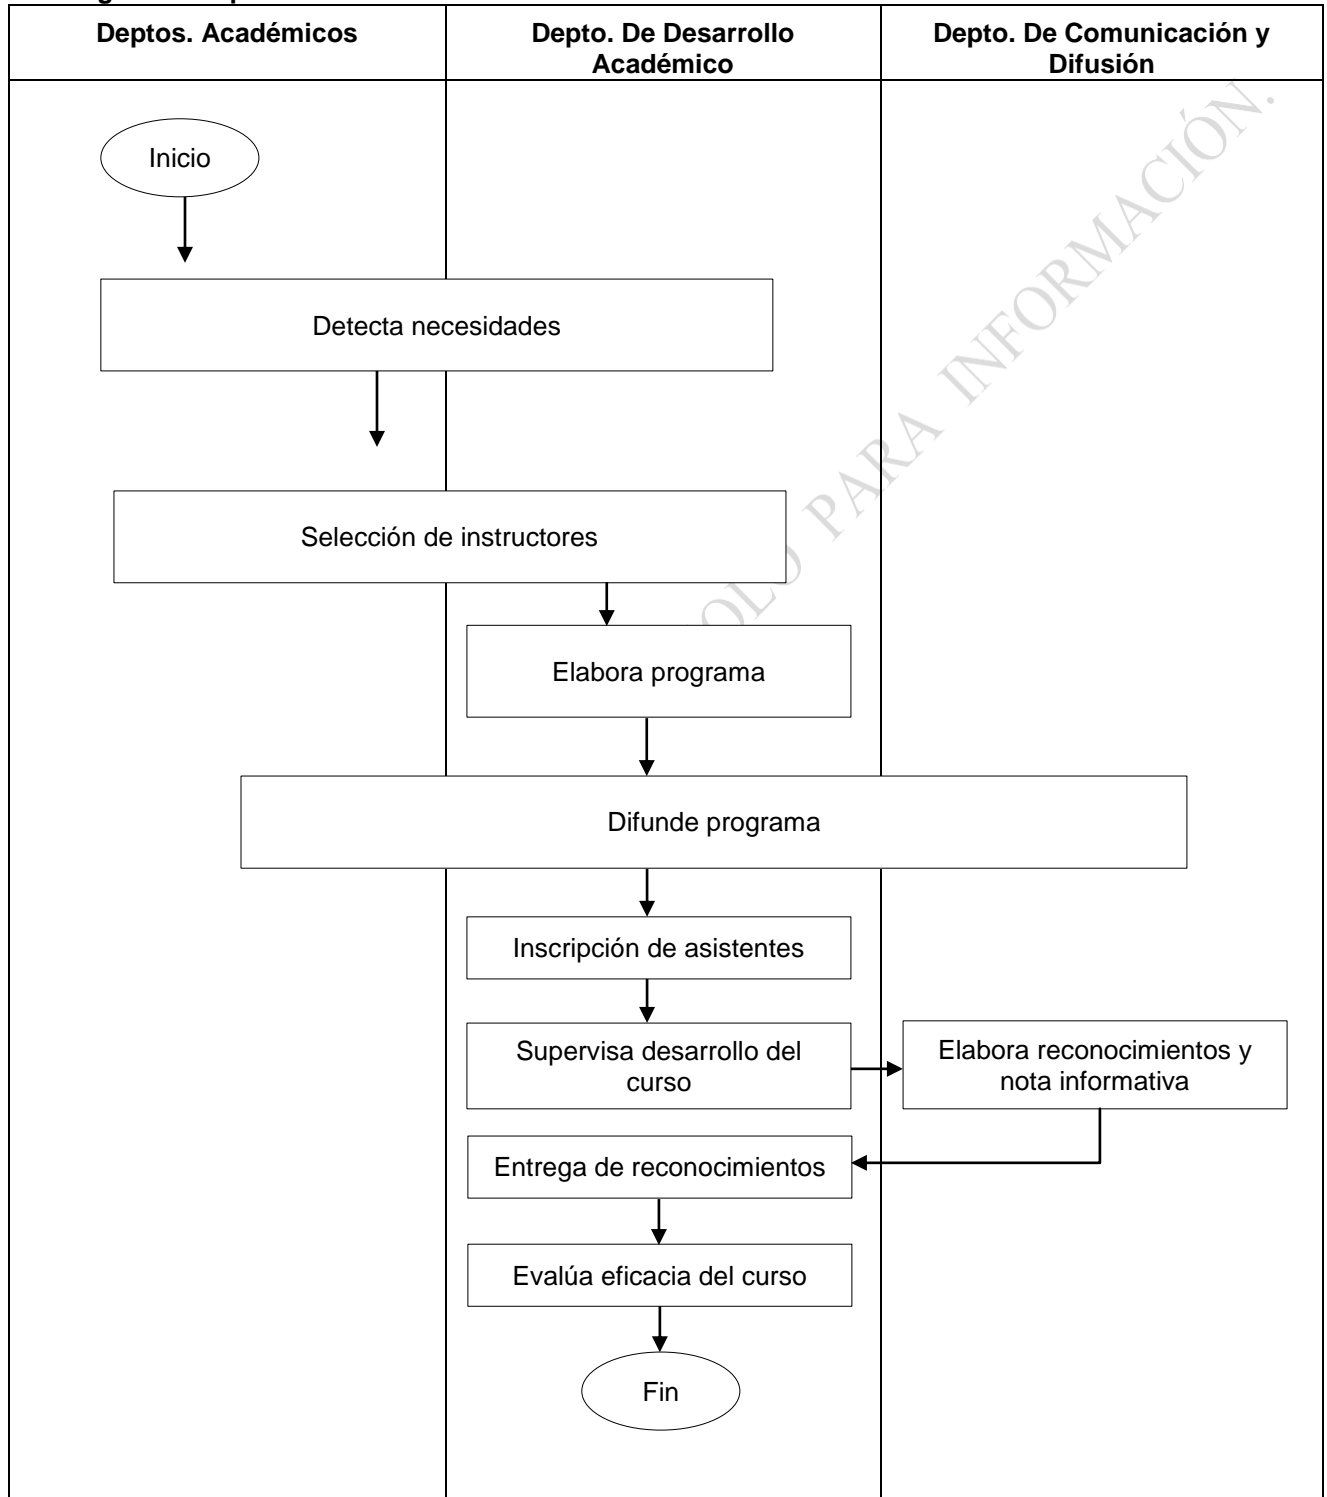 Deptos. Académicos
Depto. De Desarrollo
Académico
Depto. De Comunicación y
Difusión
Inicio
Detecta necesidades
Selección de instructores
Elabora programa
Difunde programa
Inscripción de asistentes
Supervisa desarrollo del
curso
Elabora reconocimientos y
nota informativa
Entrega de reconocimientos
Evalúa eficacia del curso
Fin
PARA INFORMACIÓN.